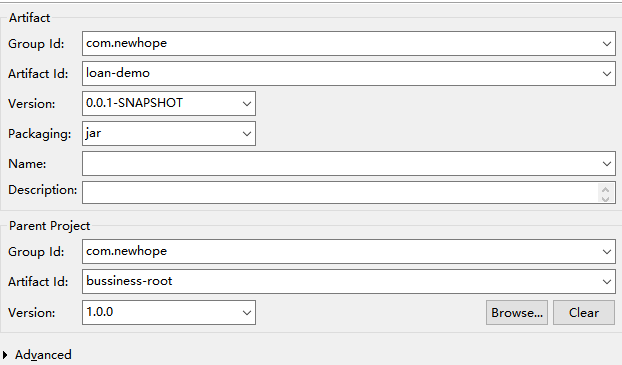 Artifact
Group Id: com.newhope
Artifact Id: loan-demo
Version: 0.0.1-SNAPSHOT
Packaging: jar
Name:
Description:
Parent Project
Group Id: com.newhope
Artifact Id: bussiness-root
Version: 1.0.0 Browse... Clear
Advanced